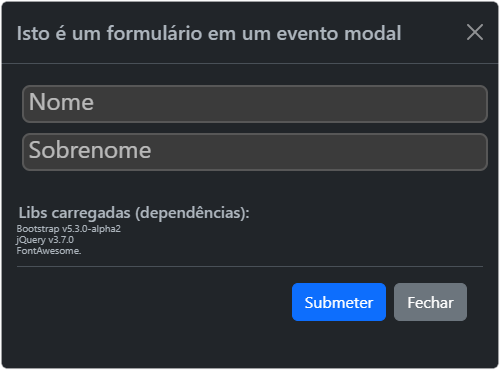 Isto é um formulário em um evento modal
Nome
Sobrenome
Libs carregadas (dependências):
Bootstrap v5.3.0-alpha2
jQuery v3.7.0
FontAwesome.
Submeter Fechar